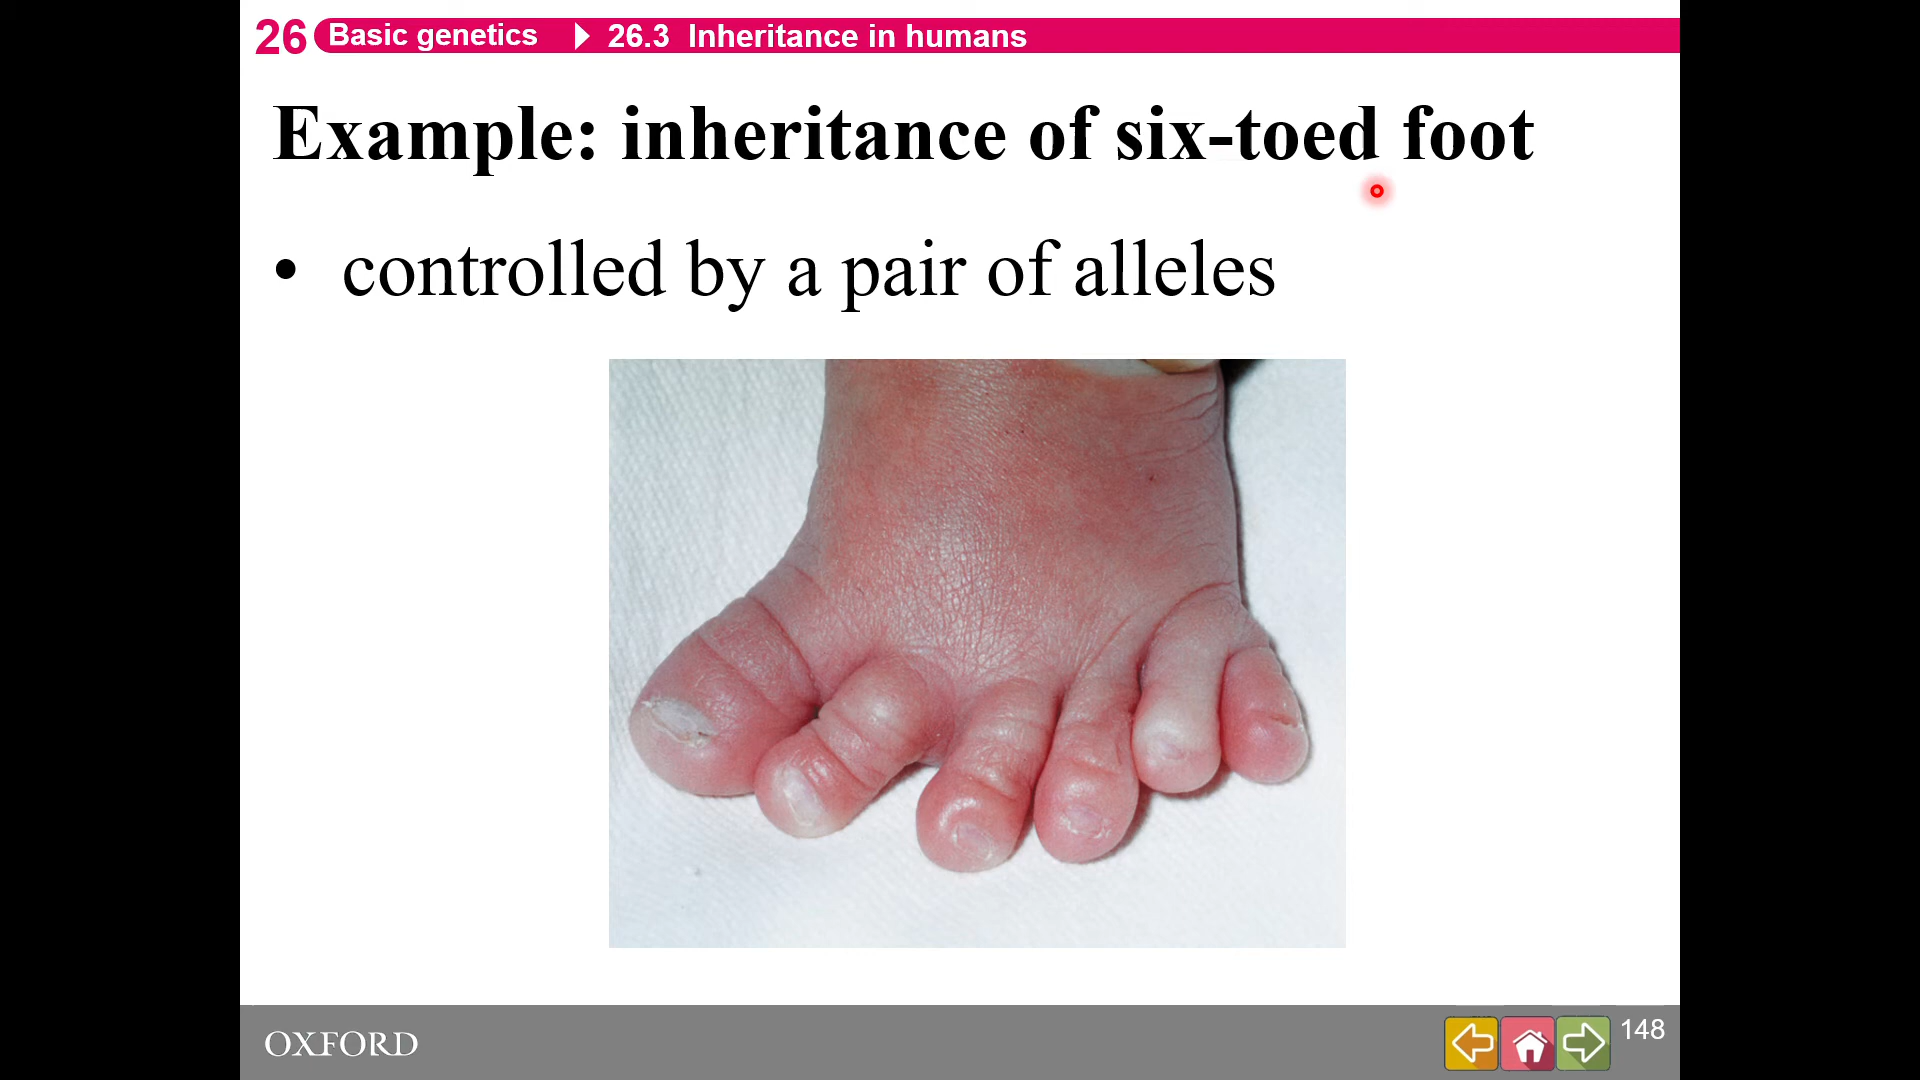 26 Basic genetics 26.3 Inheritance in humans
Example: inheritance of six-toed foot
• controlled by a pair of alleles
OXFORD
148